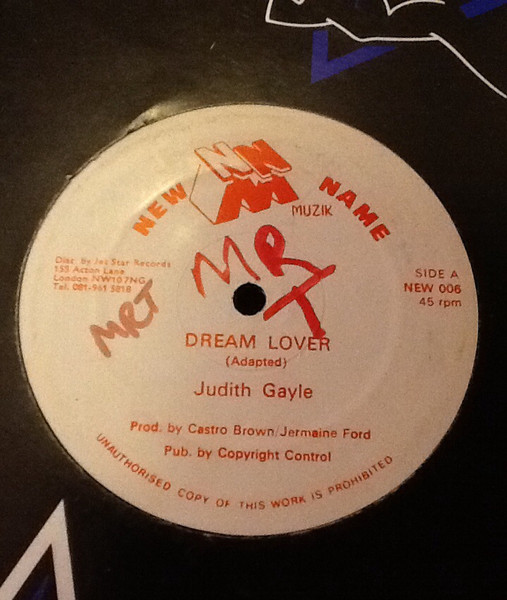 NEW NAME
NNM
MUZIK
Dist. By Jet Star Records
155 Acton Lane
London NW10 7NG
Tel. 081-961 5818
SIDE A
NEW 006
45 rpm
MRT
MRT
DREAM LOVER
(Adapted)
Judith Gayle
Prod. by Castro Brown/Jermaine Ford
Pub. by Copyright Control
UNAUTHORISED COPY OF THIS WORK IS PROHIBITED